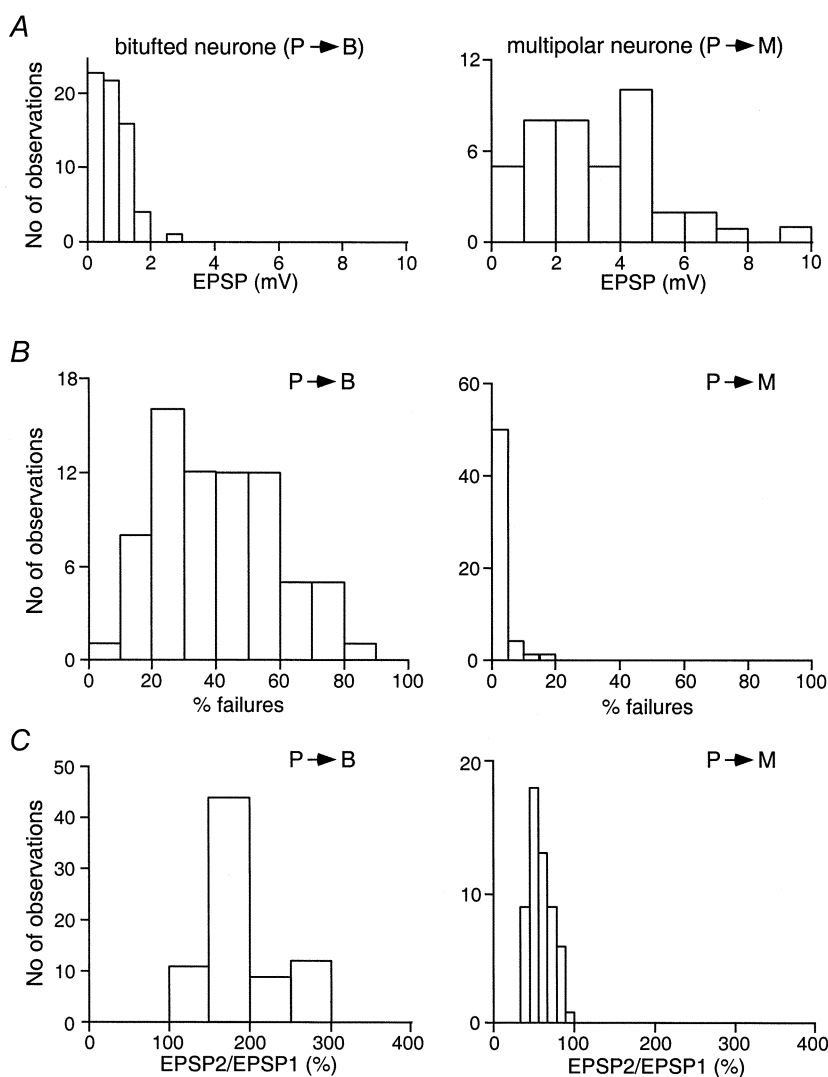 A
bitufted neurone (P → B)
No of observations
20
10
0
0 2 4 6 8 10
EPSP (mV)
multipolar neurone (P → M)
12
6
0
0 2 4 6 8 10
EPSP (mV)
B
P → B
No of observations
18
12
6
0
0 20 40 60 80 100
% failures
P → M
60
40
20
0
0 20 40 60 80 100
% failures
C
P → B
No of observations
50
40
30
20
10
0
0 100 200 300 400
EPSP2/EPSP1 (%)
P → M
20
10
0
0 100 200 300 400
EPSP2/EPSP1 (%)